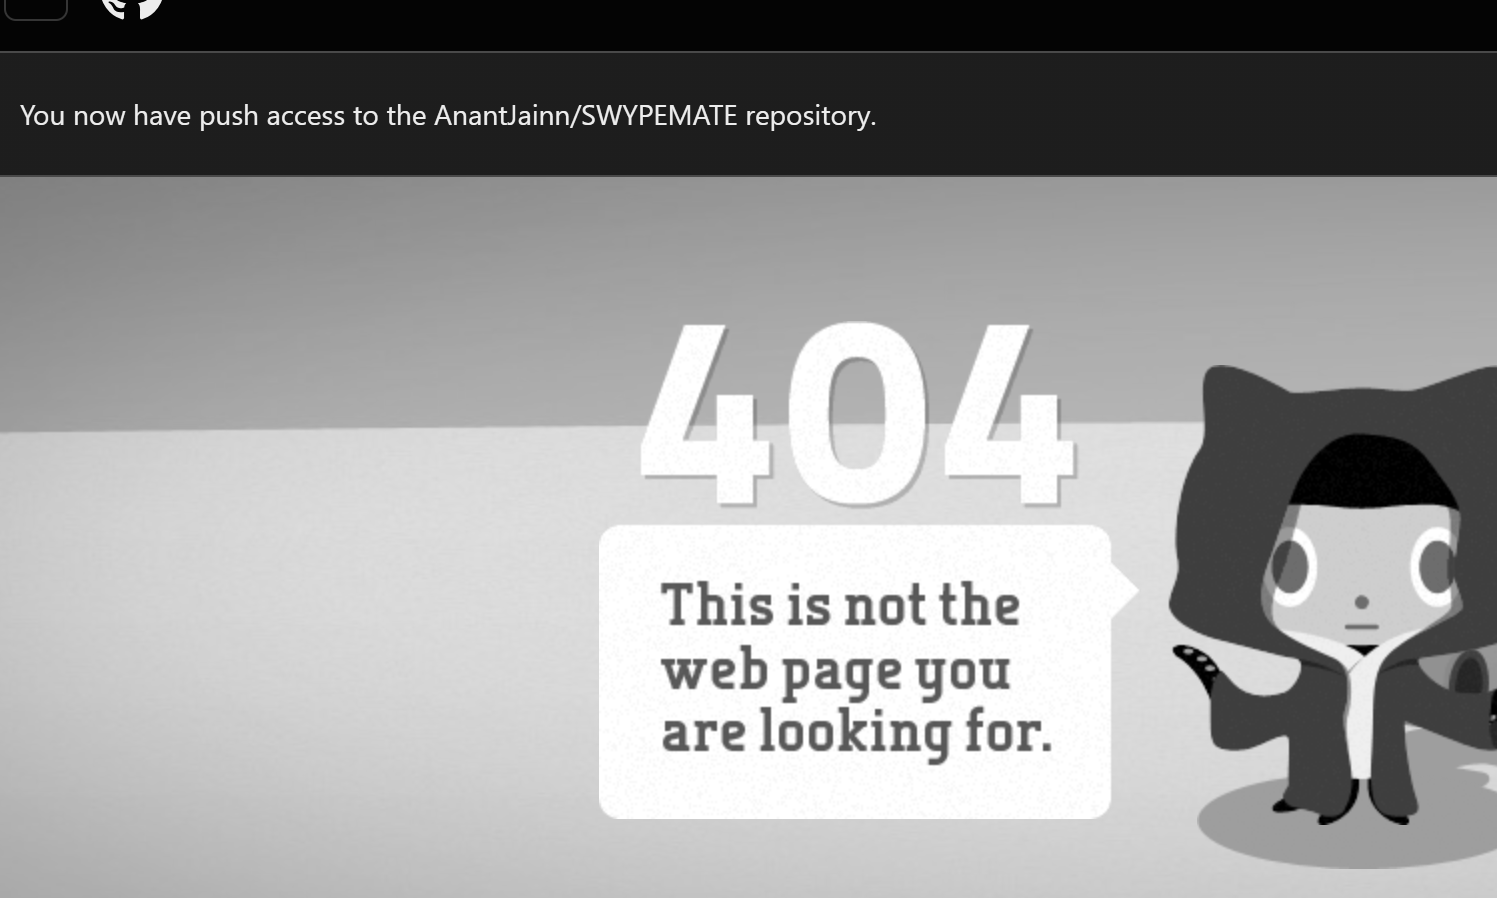 You now have push access to the AnantJainn/SWYPEMATE repository.
404
This is not the
web page you
are looking for.